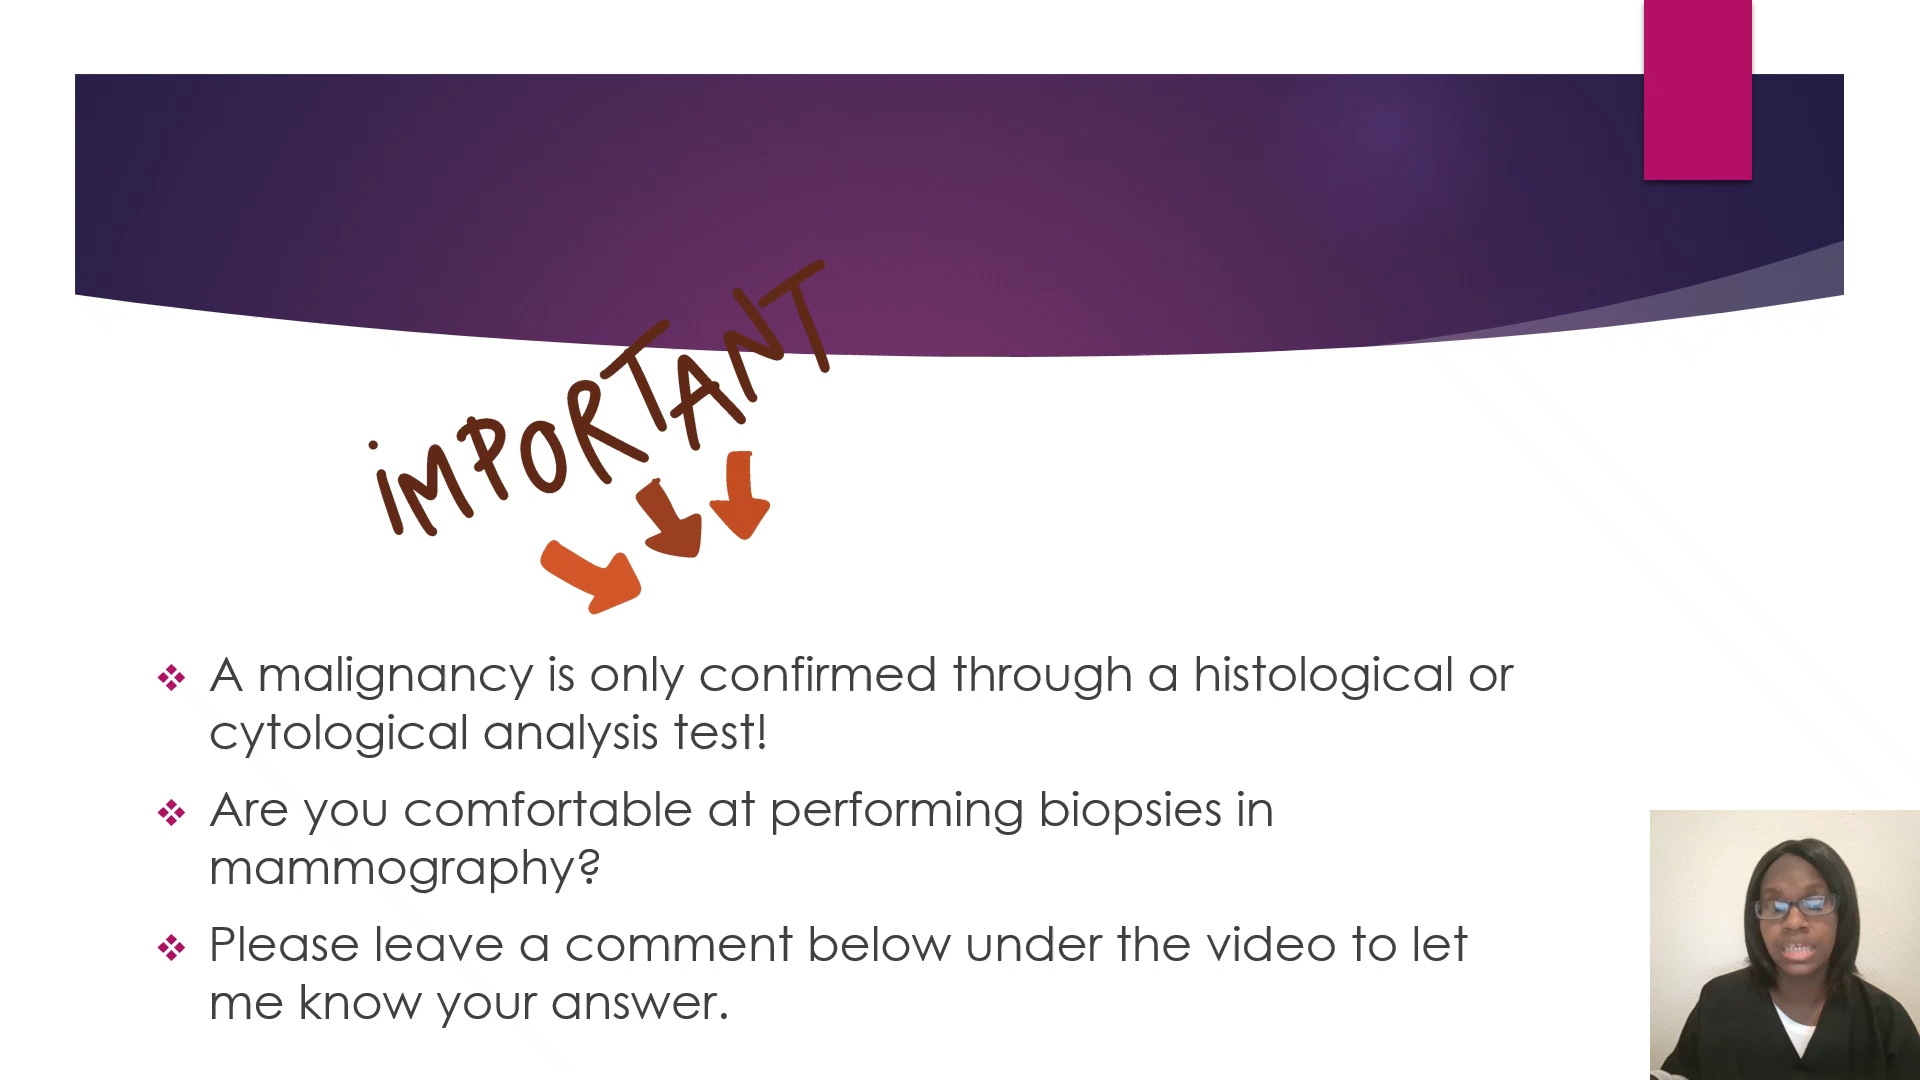 iMPORTANT
A malignancy is only confirmed through a histological or
cytological analysis test!
Are you comfortable at performing biopsies in
mammography?
Please leave a comment below under the video to let
me know your answer.